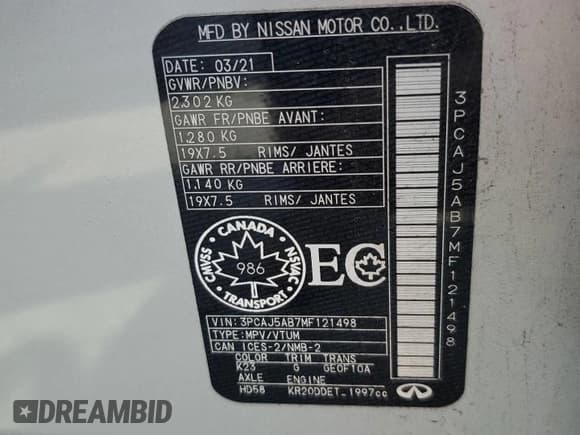 MFD BY NISSAN MOTOR CO.,LTD.
DATE: 03/21
GVWR/PNBV:
2302 KG
GAWR FR/PNBE AVANT:
1280 KG
19X7.5 RIMS/ JANTES
GAWR RR/PNBE ARRIERE:
1140 KG
19X7.5 RIMS/ JANTES
CANADA
CMVSS
NSVAC
986
TRANSPORT
EC
VIN: 3PCAJ5AB7MF121498
TYPE: MPV/VTUM
CAN ICES-2/NMB-2
COLOR TRIM TRANS
K23 G GE0F10A
AXLE ENGINE
HD58 KR20DDET-1997cc
3PCAJ5AB7MF121498
DREAMBID